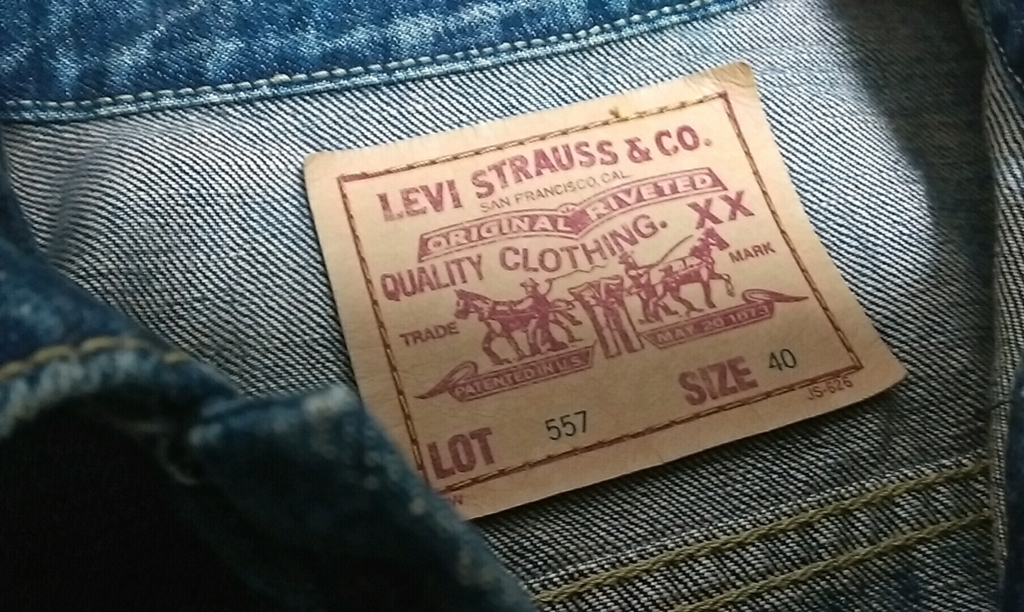 LEVI STRAUSS & CO.
SAN FRANCISCO, CAL.
ORIGINAL RIVETED
QUALITY CLOTHING. XX
TRADE MARK
PATENTED IN U.S. MAY 20 1873
LOT 557 SIZE 40
JS-626